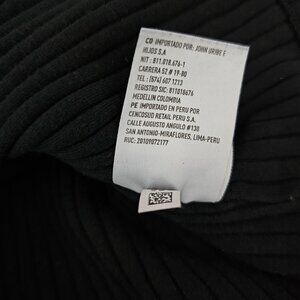 CO IMPORTADO POR: JOHN URIBE E
HIJOS S.A
NIT : 811.018.676-1
CARRERA 52 # 19-80
TEL : (574) 607 1213
REGISTRO SIC: 811018676
MEDELLIN COLOMBIA
PE IMPORTADO EN PERU POR
CENCOSUD RETAIL PERU S.A.
CALLE AUGUSTO ANGULO #130
SAN ANTONIO-MIRAFLORES, LIMA-PERU
RUC: 20109072177